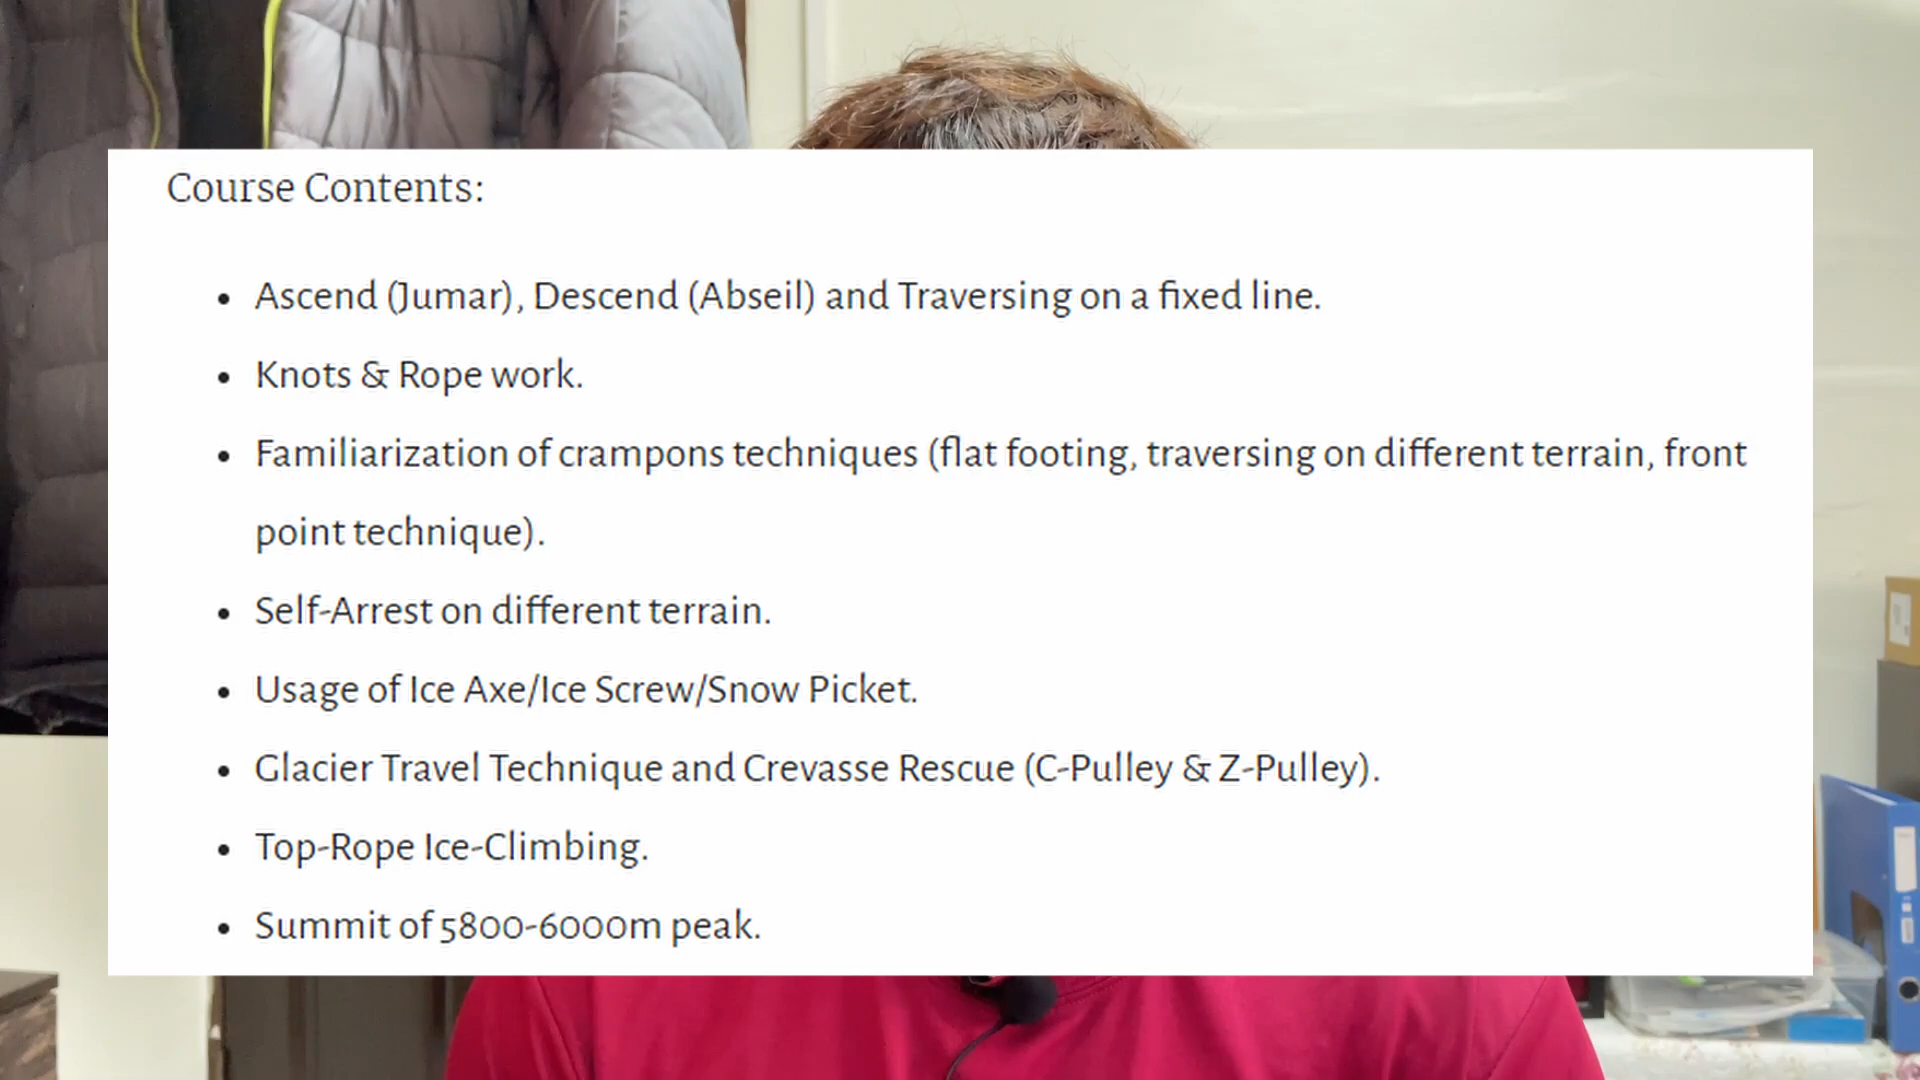 Course Contents:
Ascend (Jumar), Descend (Abseil) and Traversing on a fixed line.
Knots & Rope work.
Familiarization of crampons techniques (flat footing, traversing on different terrain, front
point technique).
Self-Arrest on different terrain.
Usage of Ice Axe/Ice Screw/Snow Picket.
Glacier Travel Technique and Crevasse Rescue (C-Pulley & Z-Pulley).
Top-Rope Ice-Climbing.
Summit of 5800-6000m peak.